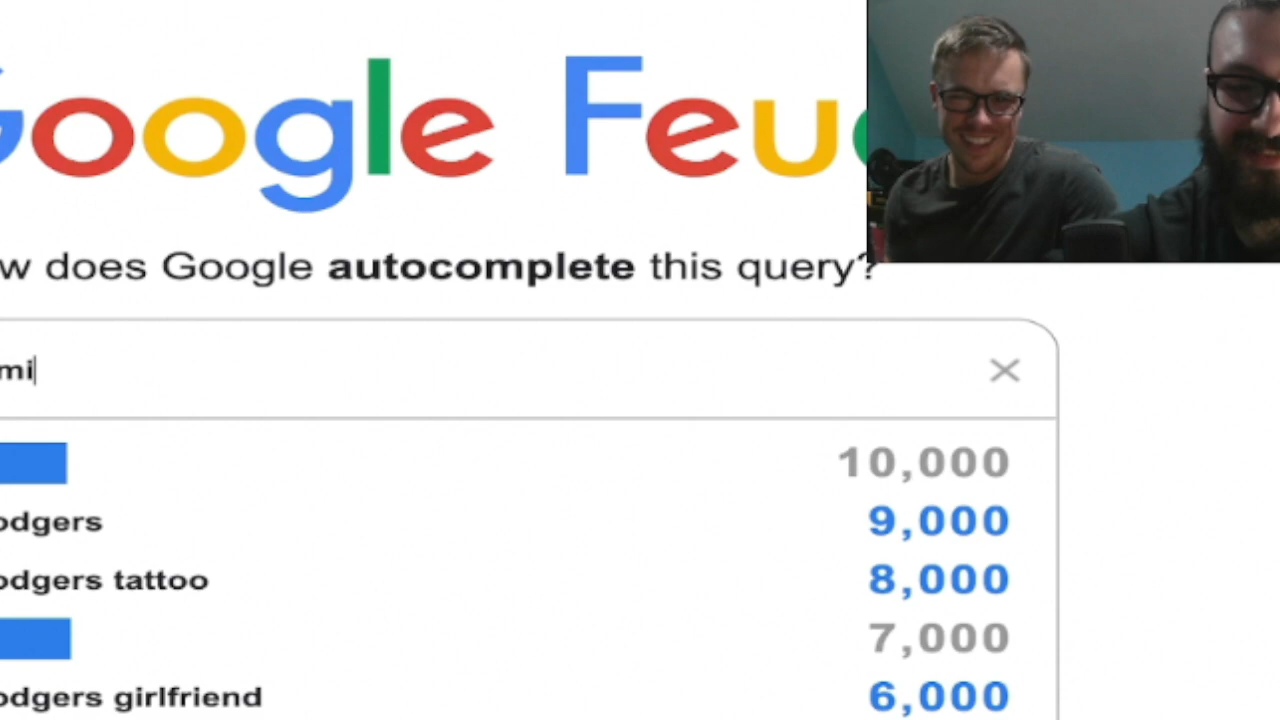 Google Feu
w does Google autocomplete this query?
mi
10,000
odgers 9,000
odgers tattoo 8,000
7,000
odgers girlfriend 6,000